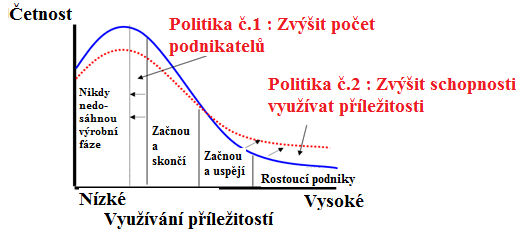 Četnost
Politika č.1 : Zvýšit počet
podnikatelů
Politika č.2 : Zvýšit schopnosti
využívat příležitosti
Nikdy
nedo-
sáhnou
výrobní
fáze
Začnou
a
skončí
Začnou
a uspějí
Rostoucí podniky
Nízké
Vysoké
Využívání příležitostí